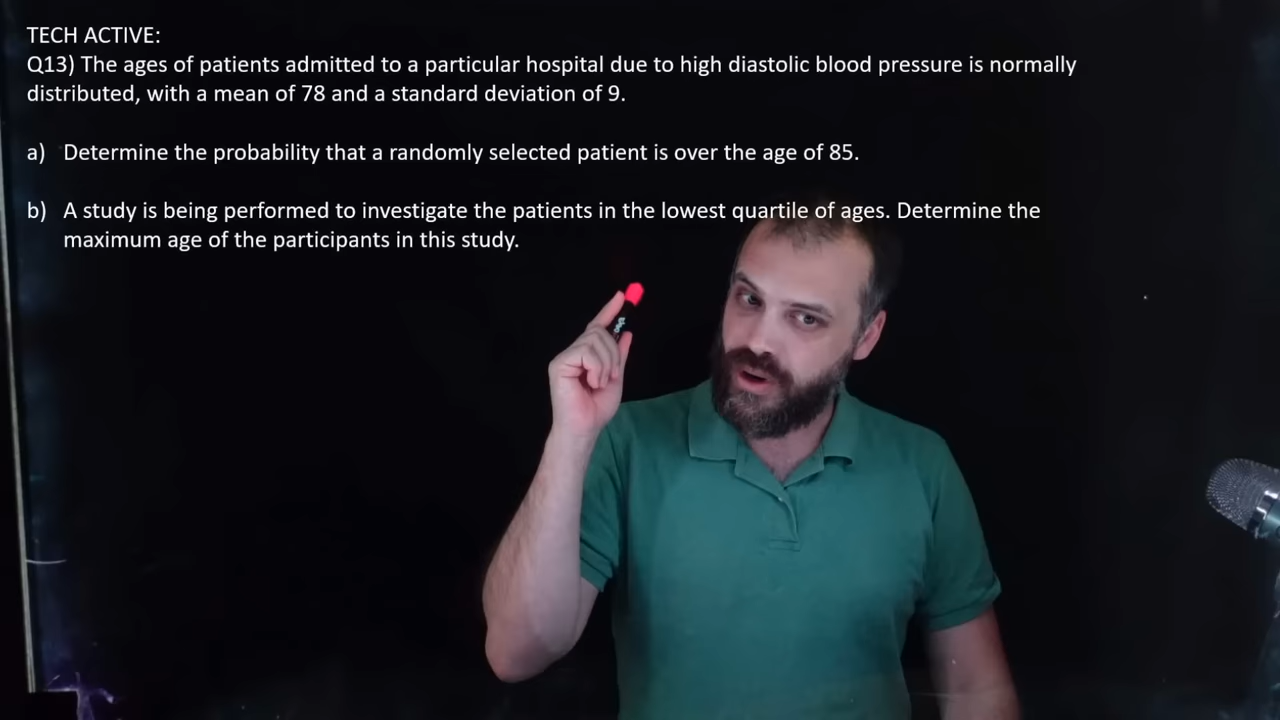 TECH ACTIVE:
Q13) The ages of patients admitted to a particular hospital due to high diastolic blood pressure is normally
distributed, with a mean of 78 and a standard deviation of 9.
a) Determine the probability that a randomly selected patient is over the age of 85.
b) A study is being performed to investigate the patients in the lowest quartile of ages. Determine the
maximum age of the participants in this study.